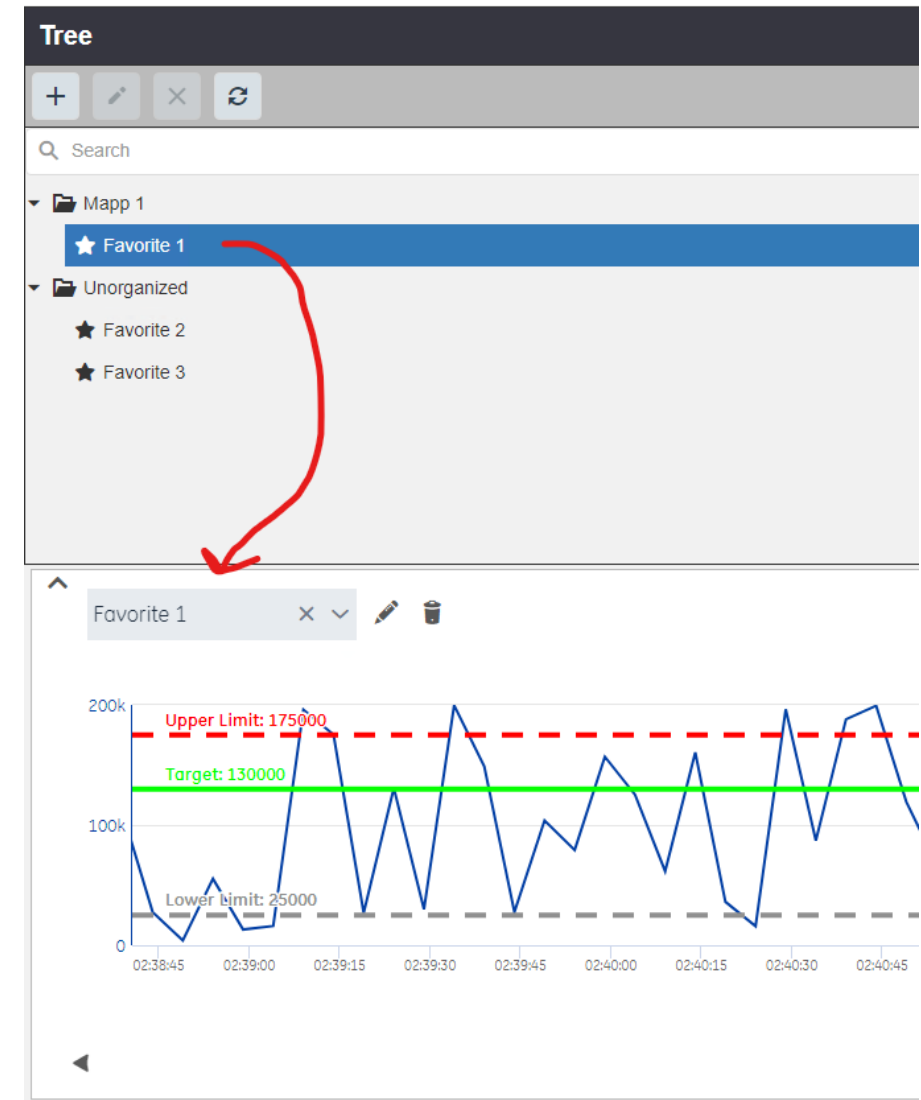 Tree
Search
Mapp 1
Favorite 1
Unorganized
Favorite 2
Favorite 3
Favorite 1
200k
Upper Limit: 175000
Target: 130000
100k
Lower Limit: 25000
0
02:38:45 02:39:00 02:39:15 02:39:30 02:39:45 02:40:00 02:40:15 02:40:30 02:40:45